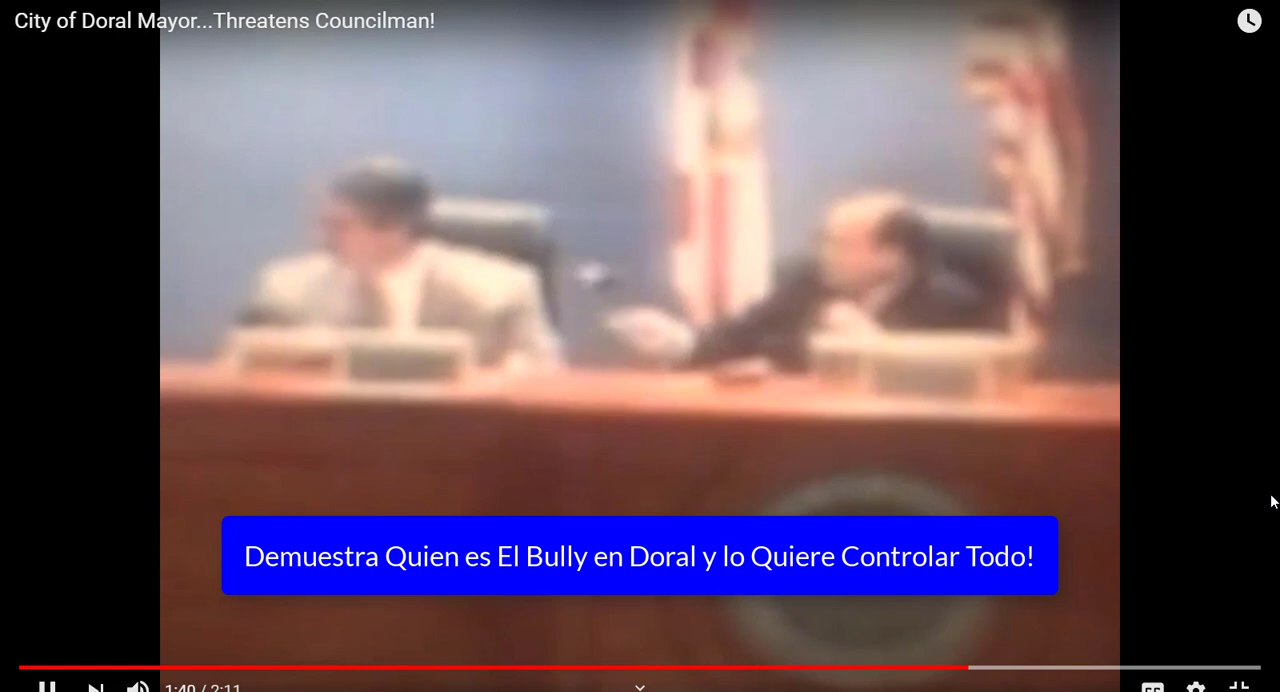 City of Doral Mayor...Threatens Councilman!
Demuestra Quien es El Bully en Doral y lo Quiere Controlar Todo!
1:40 / 2:11